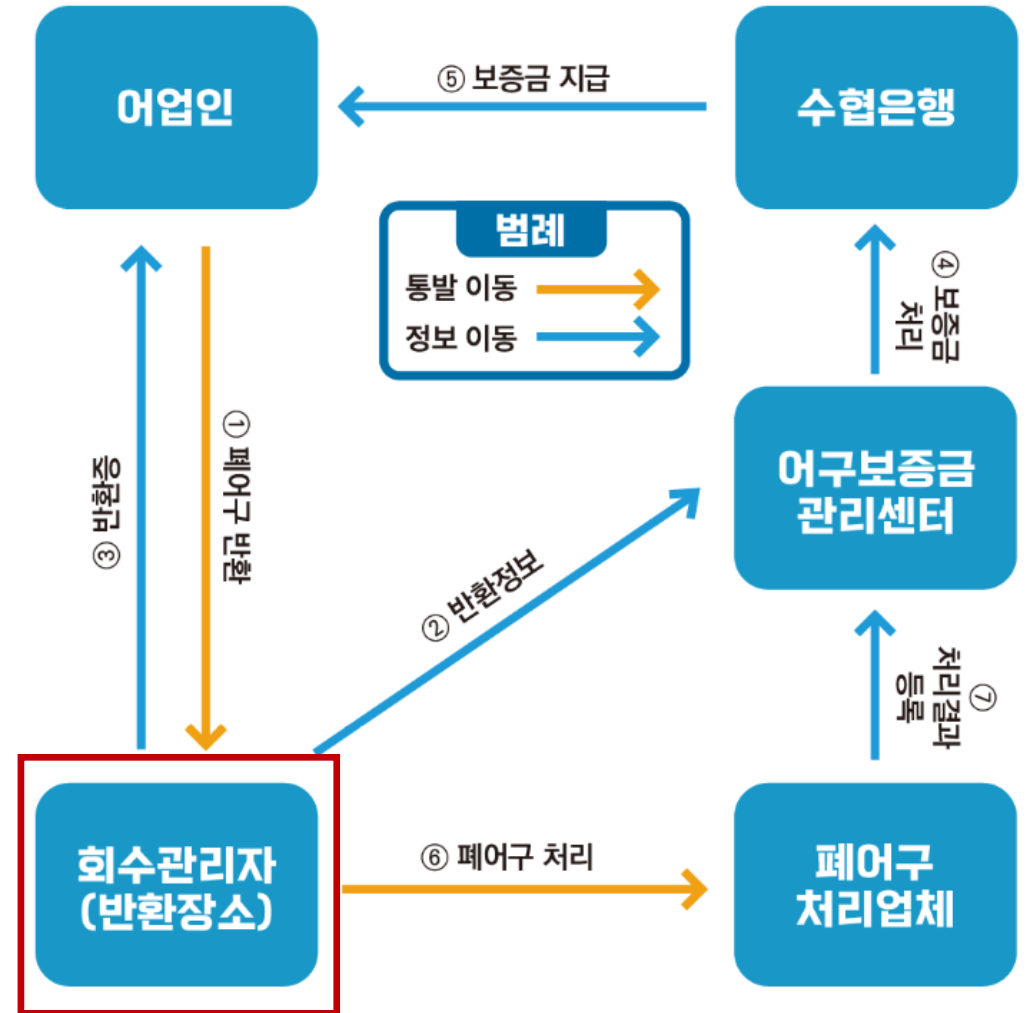 어업인
⑤ 보증금 지급
수협은행
범례
통발 이동
정보 이동
④ 보증금
처리
① 폐어구 반환
③ 반환증
어구보증금
관리센터
② 반환정보
⑦
처리결과
등록
회수관리자
(반환장소)
⑥ 폐어구 처리
폐어구
처리업체